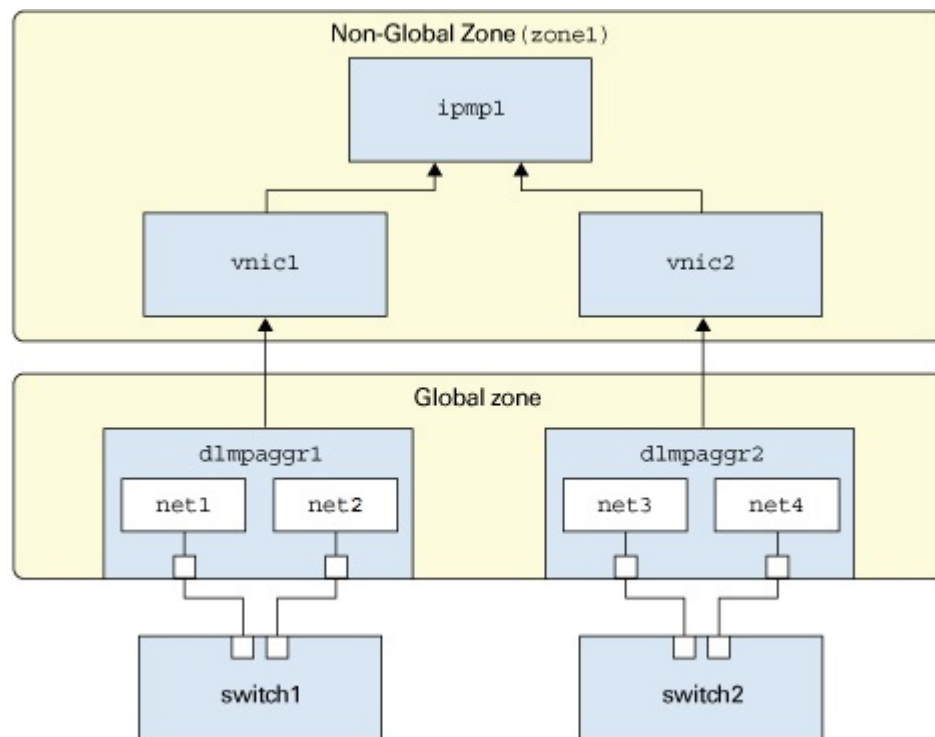 Non-Global Zone (zone1)
ipmp1
vnic1 vnic2
Global zone
dlmpaggr1 dlmpaggr2
net1 net2 net3 net4
switch1 switch2